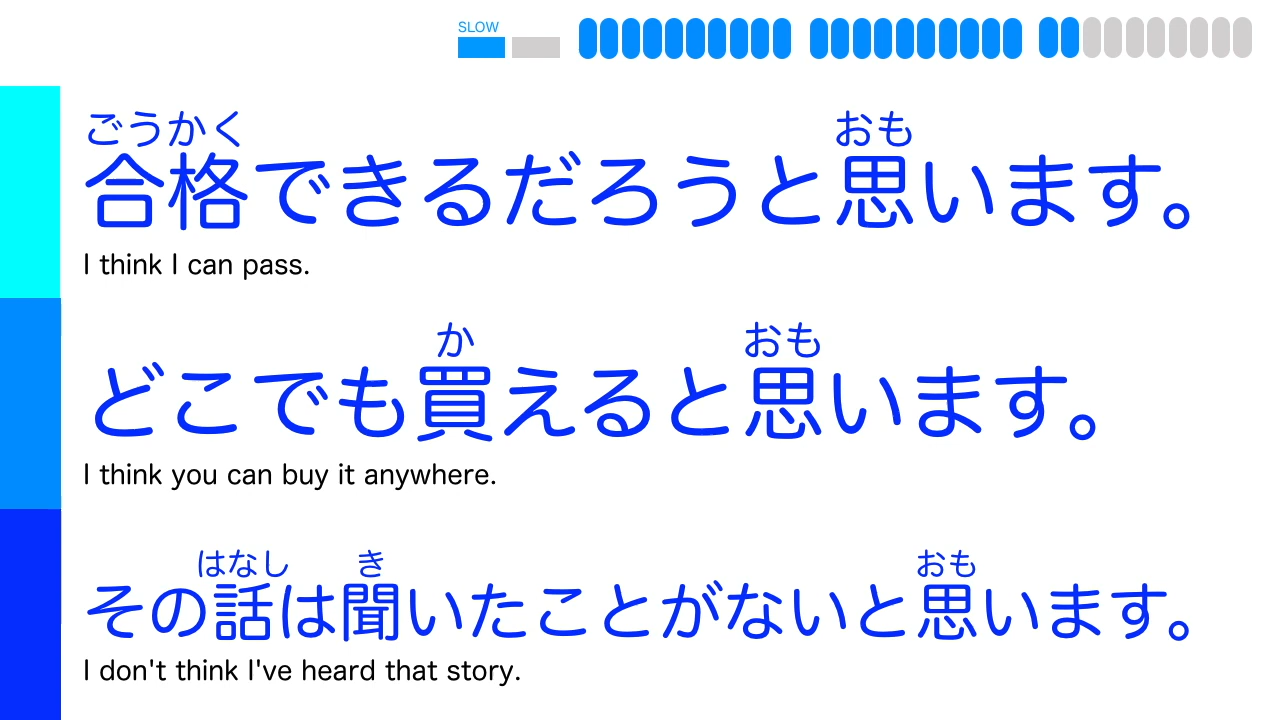 SLOW
ごうかく おも
合格できるだろうと思います。
I think I can pass.
か おも
どこでも買えると思います。
I think you can buy it anywhere.
はなし き おも
その話は聞いたことがないと思います。
I don't think I've heard that story.